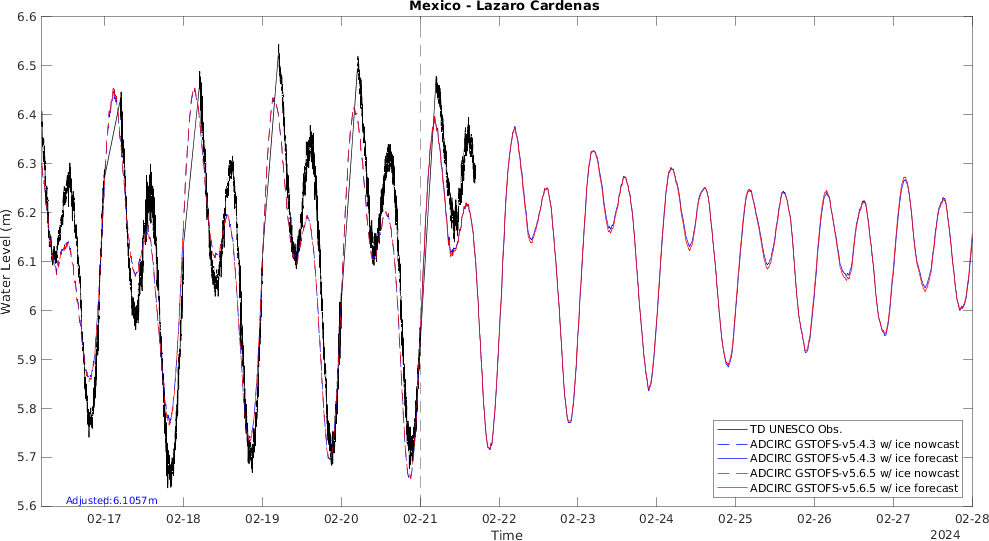 Mexico - Lazaro Cardenas
6.6
6.5
6.4
6.3
6.2
6.1
6
5.9
5.8
5.7
5.6
Water Level (m)
TD UNESCO Obs.
ADCIRC GSTOFS-v5.4.3 w/ ice nowcast
ADCIRC GSTOFS-v5.4.3 w/ ice forecast
ADCIRC GSTOFS-v5.6.5 w/ ice nowcast
ADCIRC GSTOFS-v5.6.5 w/ ice forecast
Adjusted:6.1057m
02-17 02-18 02-19 02-20 02-21 02-22 02-23 02-24 02-25 02-26 02-27 02-28
Time
2024